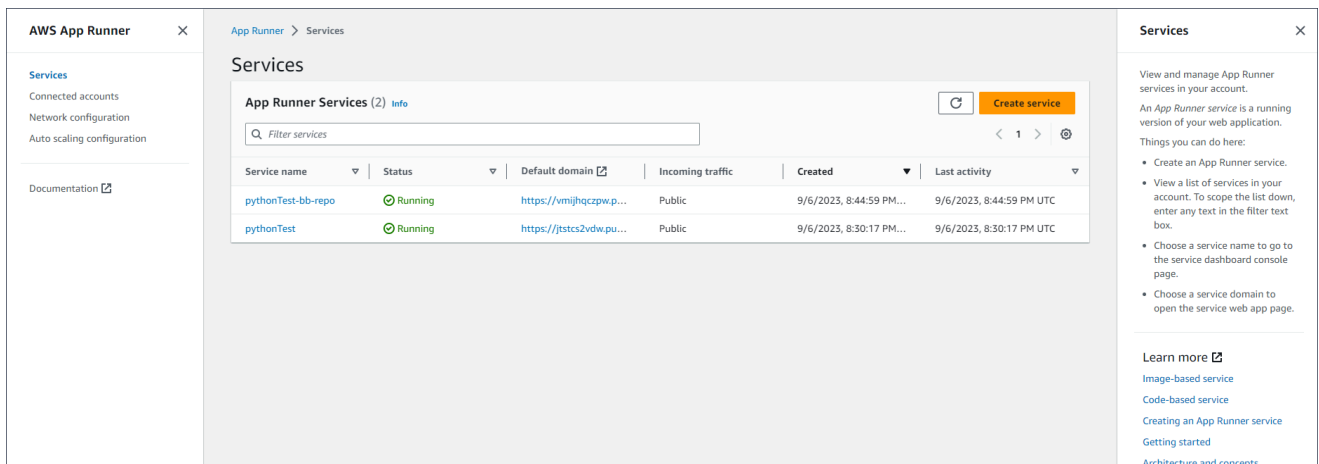 AWS App Runner
Services
Connected accounts
Network configuration
Auto scaling configuration
Documentation
App Runner > Services
Services
App Runner Services (2) Info
Create service
Filter services
1
Service name Status Default domain Incoming traffic Created Last activity
pythonTest-bb-repo Running https://vmijhqczpw.p... Public 9/6/2023, 8:44:59 PM... 9/6/2023, 8:44:59 PM UTC
pythonTest Running https://jtstcs2vdw.pu... Public 9/6/2023, 8:30:17 PM... 9/6/2023, 8:30:17 PM UTC
Services
View and manage App Runner
services in your account.
An App Runner service is a running
version of your web application.
Things you can do here:
• Create an App Runner service.
• View a list of services in your
account. To scope the list down,
enter any text in the filter text
box.
• Choose a service name to go to
the service dashboard console
page.
• Choose a service domain to
open the service web app page.
Learn more
Image-based service
Code-based service
Creating an App Runner service
Getting started
Architecture and concepts